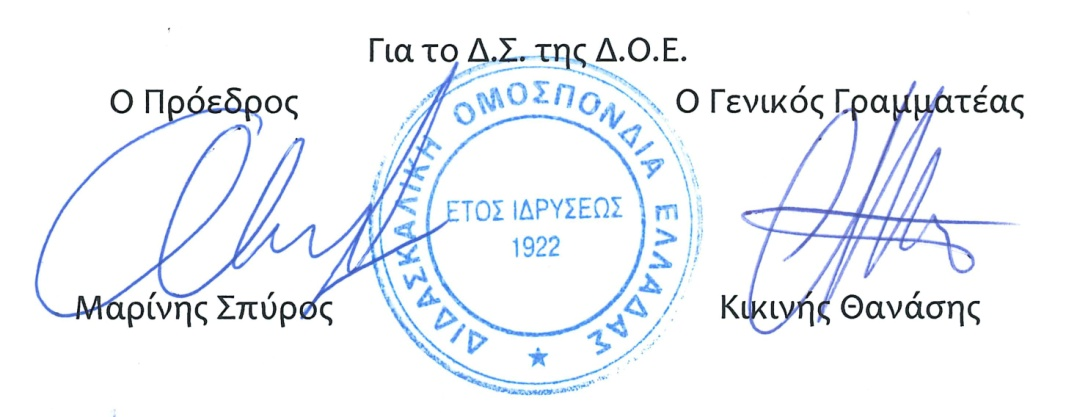 Για το Δ.Σ. της Δ.Ο.Ε.
Ο Πρόεδρος
Ο Γενικός Γραμματέας
ΔΙΔΑΣΚΑΛΙΚΗ ΟΜΟΣΠΟΝΔΙΑ ΕΛΛΑΔΑΣ
ΕΤΟΣ ΙΔΡΥΣΕΩΣ
1922
Μαρίνης Σπύρος
Κικινής Θανάσης